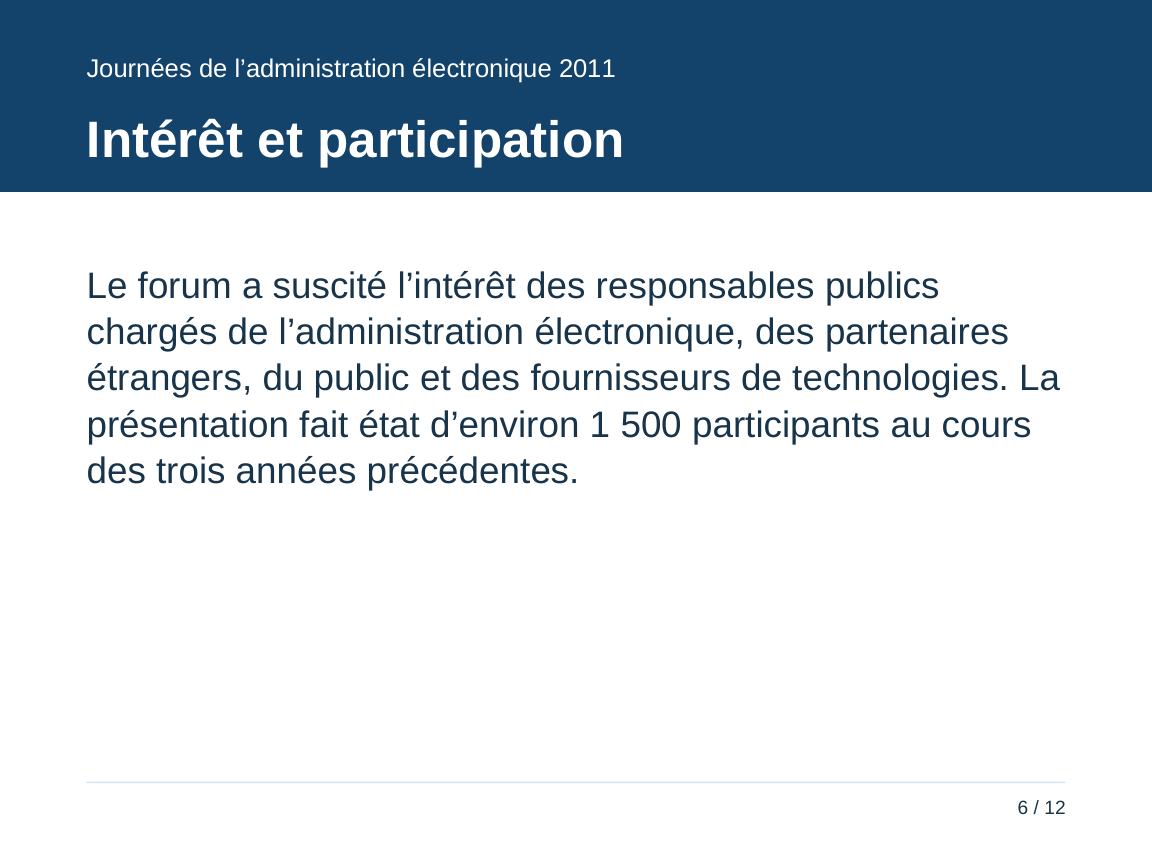 Journées de l’administration électronique 2011
Intérêt et participation
Le forum a suscité l’intérêt des responsables publics
chargés de l’administration électronique, des partenaires
étrangers, du public et des fournisseurs de technologies. La
présentation fait état d’environ 1 500 participants au cours
des trois années précédentes.
6 / 12